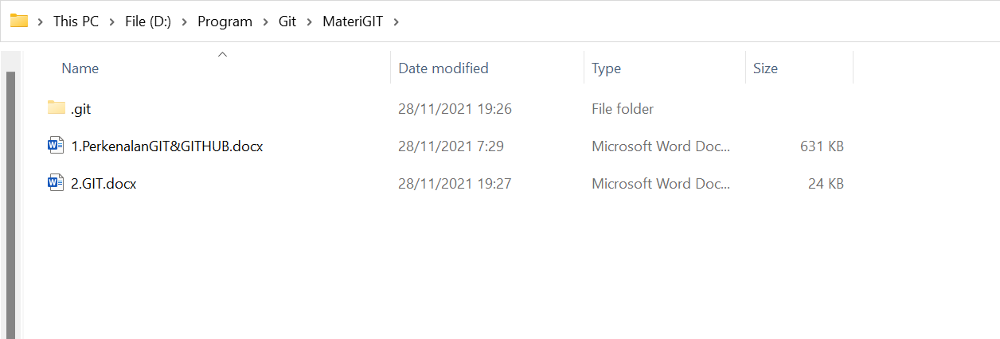 This PC > File (D:) > Program > Git > MateriGIT >
Name Date modified Type Size
.git 28/11/2021 19:26 File folder
1.PerkenalanGIT&GITHUB.docx 28/11/2021 7:29 Microsoft Word Doc... 631 KB
2.GIT.docx 28/11/2021 19:27 Microsoft Word Doc... 24 KB